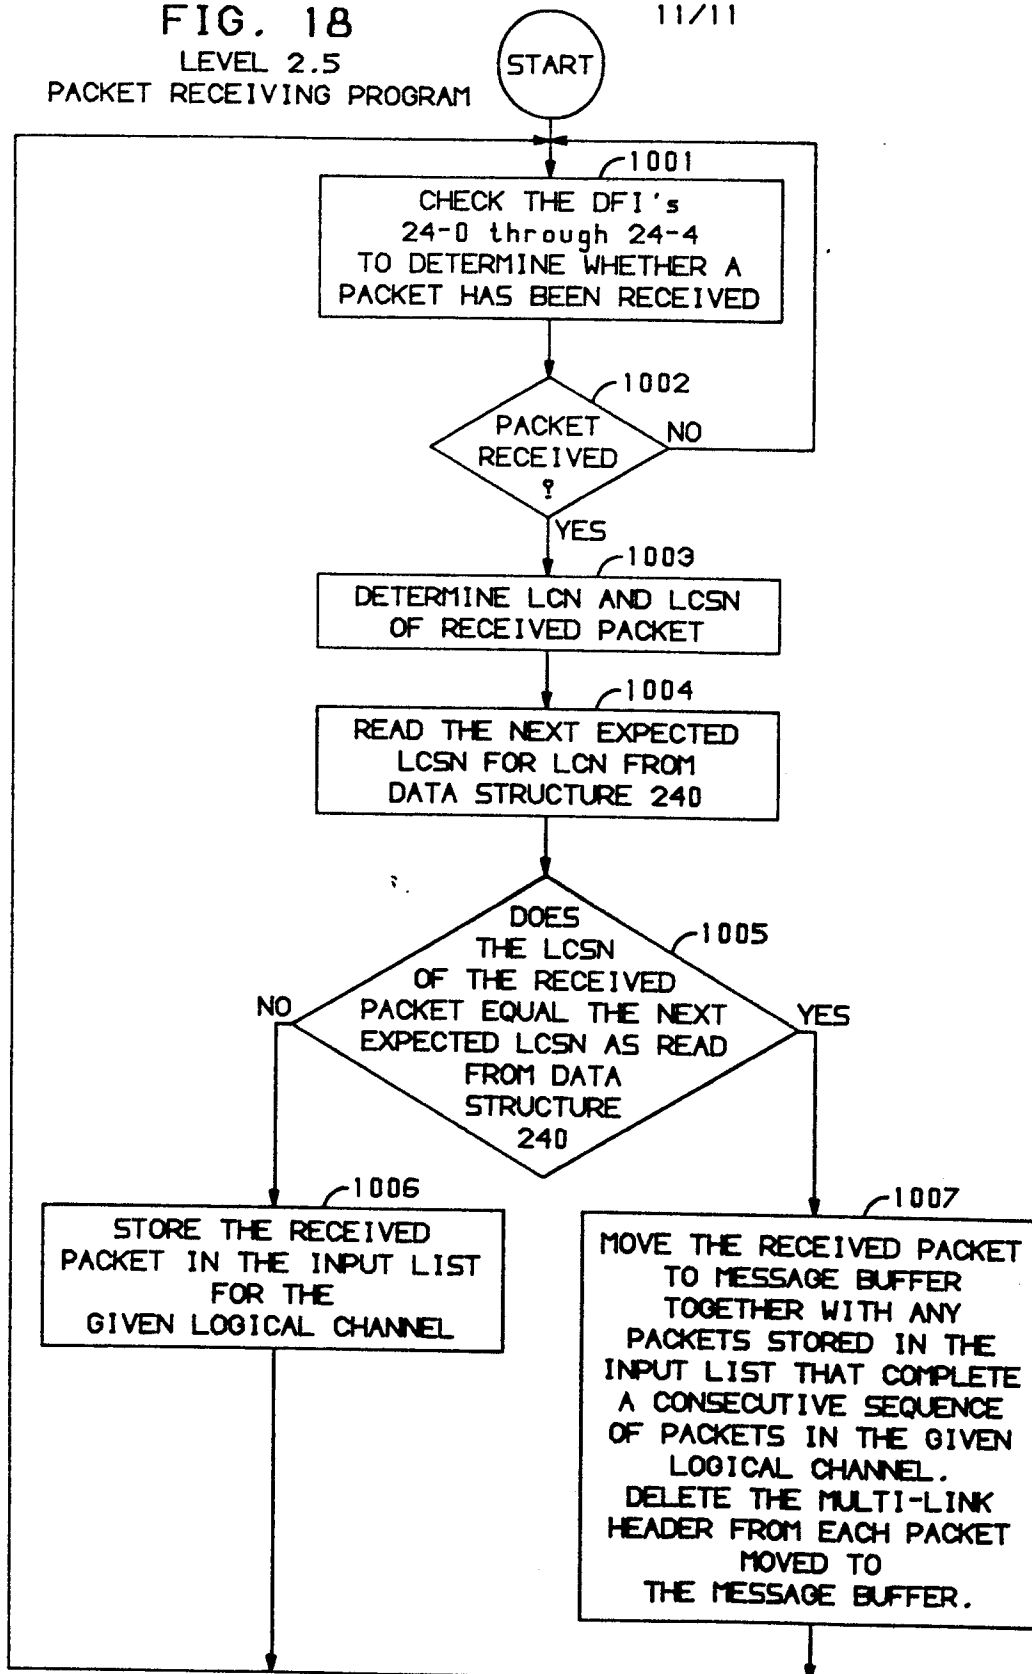 FIG. 18
11/11
LEVEL 2.5
PACKET RECEIVING PROGRAM
START
1001
CHECK THE DFI's
24-0 through 24-4
TO DETERMINE WHETHER A
PACKET HAS BEEN RECEIVED
1002
PACKET
RECEIVED
?
NO
YES
1003
DETERMINE LCN AND LCSN
OF RECEIVED PACKET
1004
READ THE NEXT EXPECTED
LCSN FOR LCN FROM
DATA STRUCTURE 240
1005
DOES
THE LCSN
OF THE RECEIVED
PACKET EQUAL THE NEXT
EXPECTED LCSN AS READ
FROM DATA
STRUCTURE
240
NO
YES
1006
STORE THE RECEIVED
PACKET IN THE INPUT LIST
FOR THE
GIVEN LOGICAL CHANNEL
1007
MOVE THE RECEIVED PACKET
TO MESSAGE BUFFER
TOGETHER WITH ANY
PACKETS STORED IN THE
INPUT LIST THAT COMPLETE
A CONSECUTIVE SEQUENCE
OF PACKETS IN THE GIVEN
LOGICAL CHANNEL.
DELETE THE MULTI-LINK
HEADER FROM EACH PACKET
MOVED TO
THE MESSAGE BUFFER.